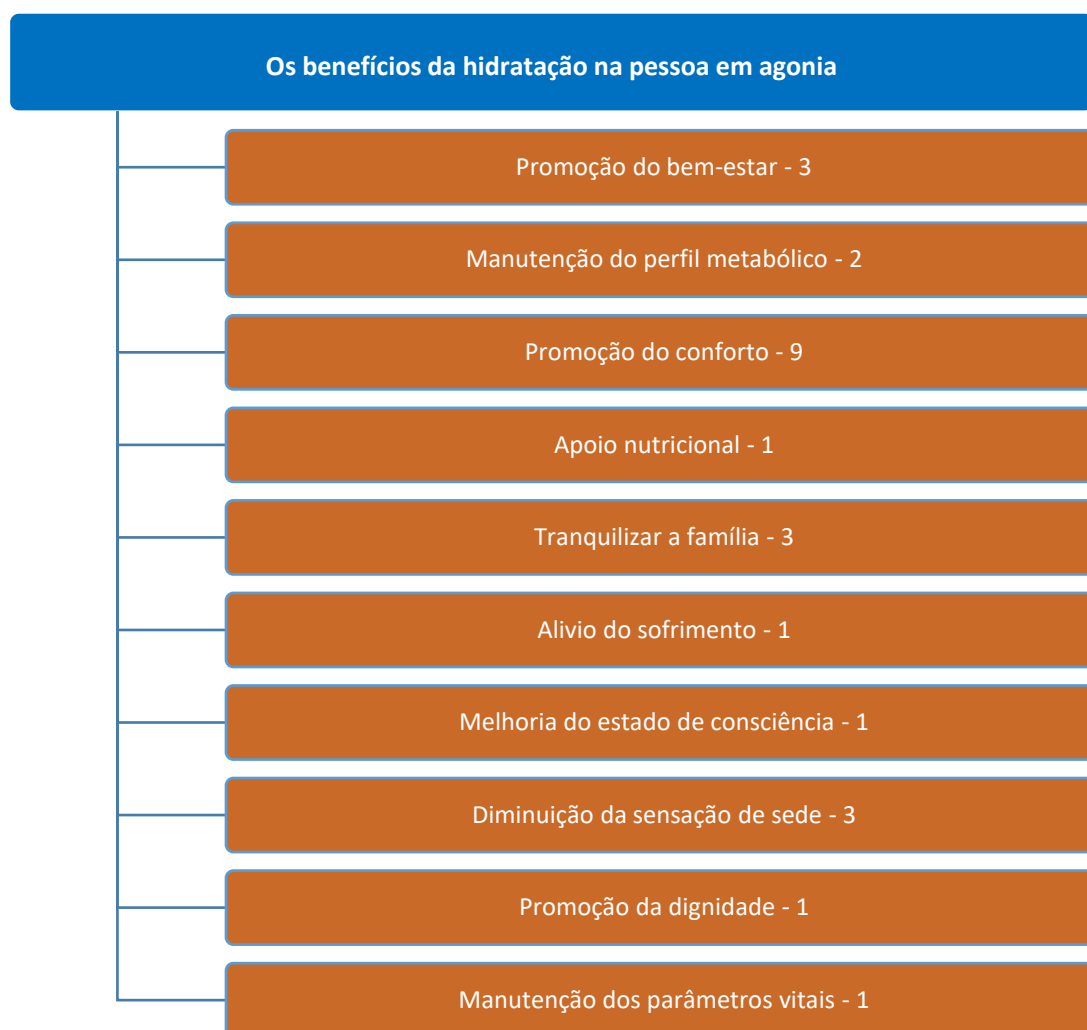 Os benefícios da hidratação na pessoa em agonia
Promoção do bem-estar - 3
Manutenção do perfil metabólico - 2
Promoção do conforto - 9
Apoio nutricional - 1
Tranquilizar a família - 3
Alivio do sofrimento - 1
Melhoria do estado de consciência - 1
Diminuição da sensação de sede - 3
Promoção da dignidade - 1
Manutenção dos parâmetros vitais - 1